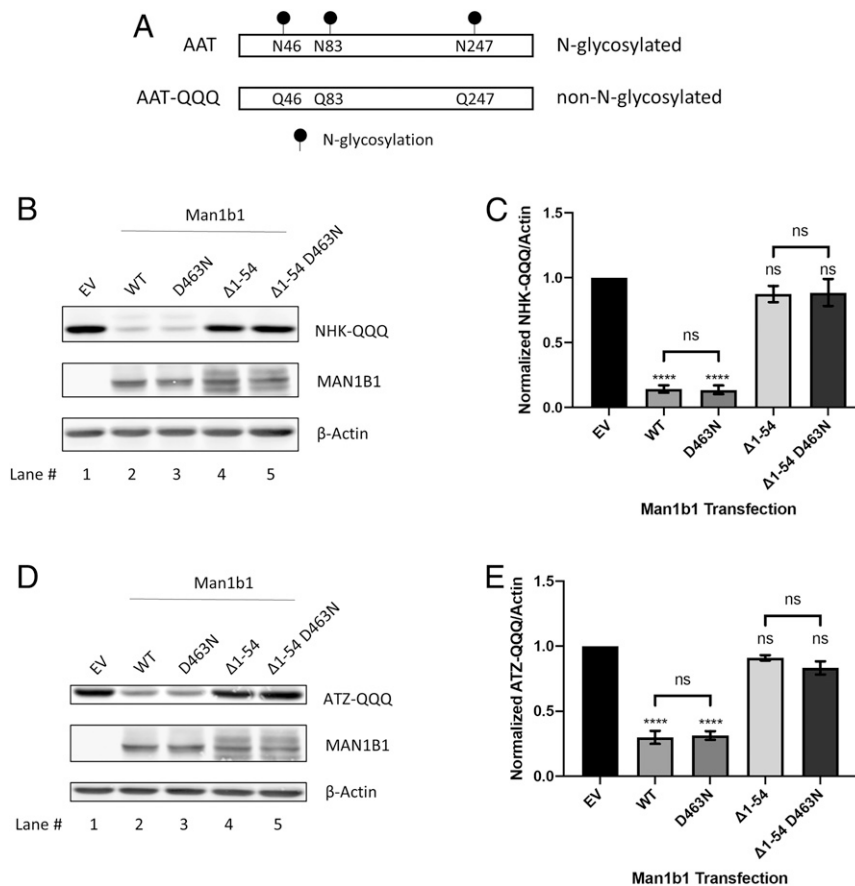 A
AAT N46 N83 N247 N-glycosylated
AAT-QQQ Q46 Q83 Q247 non-N-glycosylated
N-glycosylation
B
Man1b1
EV WT D463N Δ1-54 Δ1-54 D463N
NHK-QQQ
MAN1B1
β-Actin
Lane # 1 2 3 4 5
C
Normalized NHK-QQQ/Actin
1.5
1.0
0.5
0.0
ns
ns ns
ns
**** ****
EV WT D463N Δ1-54 Δ1-54 D463N
Man1b1 Transfection
D
Man1b1
EV WT D463N Δ1-54 Δ1-54 D463N
ATZ-QQQ
MAN1B1
β-Actin
Lane # 1 2 3 4 5
E
Normalized ATZ-QQQ/Actin
1.5
1.0
0.5
0.0
ns
ns ns
ns
**** ****
EV WT D463N Δ1-54 Δ1-54 D463N
Man1b1 Transfection